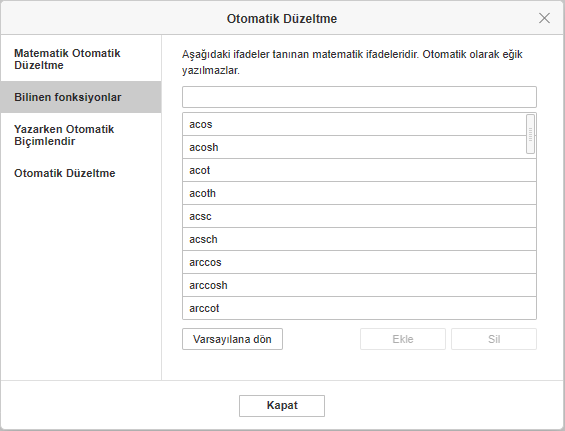 Otomatik Düzeltme
Matematik Otomatik
Düzeltme
Bilinen fonksiyonlar
Yazarken Otomatik
Biçimlendir
Otomatik Düzeltme
Aşağıdaki ifadeler tanınan matematik ifadeleridir. Otomatik olarak eğik
yazılmazlar.
acos
acosh
acot
acoth
acsc
acsch
arccos
arccosh
arccot
Varsayılana dön
Ekle
Sil
Kapat